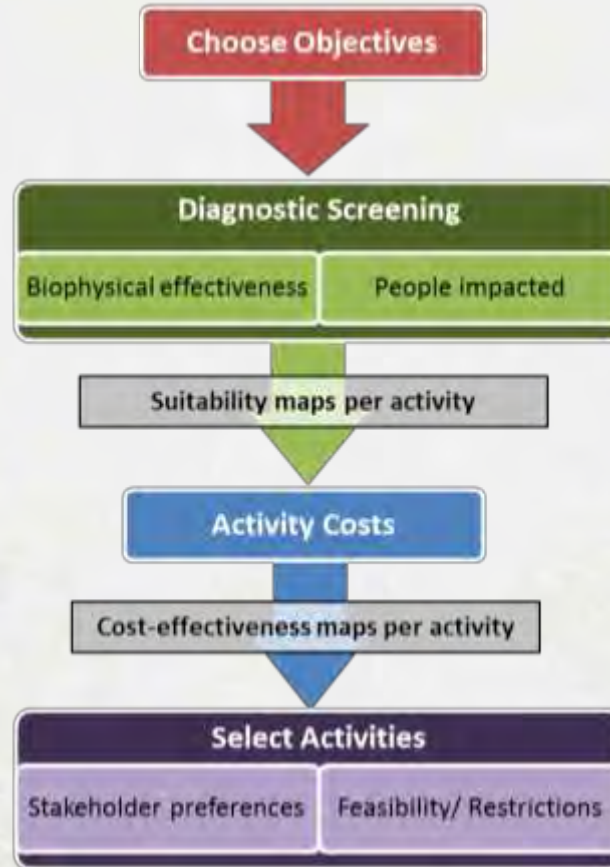 Choose Objectives
Diagnostic Screening
Biophysical effectiveness
People impacted
Suitability maps per activity
Activity Costs
Cost-effectiveness maps per activity
Select Activities
Stakeholder preferences
Feasibility/ Restrictions